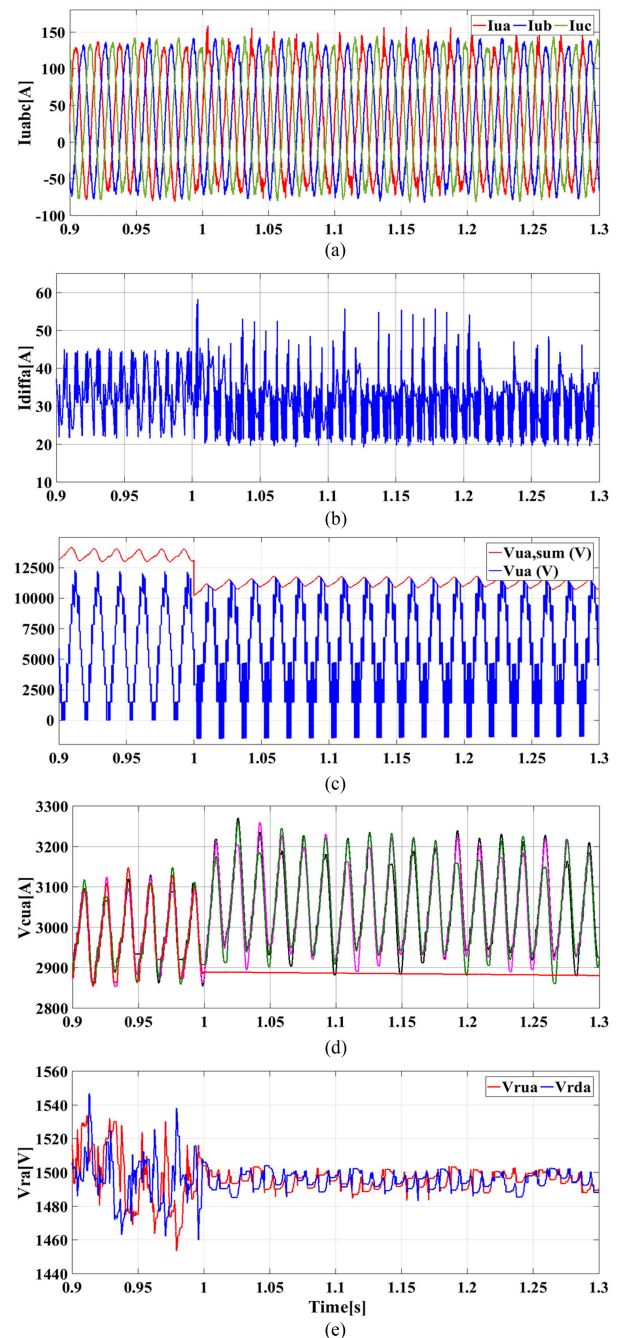 Iua Iub Iuc
Iuabc[A]
150
100
50
0
-50
-100
0.9 0.95 1 1.05 1.1 1.15 1.2 1.25 1.3
(a)
Idiffa[A]
60
50
40
30
20
10
0.9 0.95 1 1.05 1.1 1.15 1.2 1.25 1.3
(b)
Vua,sum (V)
Vua (V)
12500
10000
7500
5000
2500
0
0.9 0.95 1 1.05 1.1 1.15 1.2 1.25 1.3
(c)
Vcua[A]
3300
3200
3100
3000
2900
2800
0.9 0.95 1 1.05 1.1 1.15 1.2 1.25 1.3
(d)
Vrua Vrda
Vra[V]
1560
1540
1520
1500
1480
1460
1440
0.9 0.95 1 1.05 1.1 1.15 1.2 1.25 1.3
Time[s]
(e)